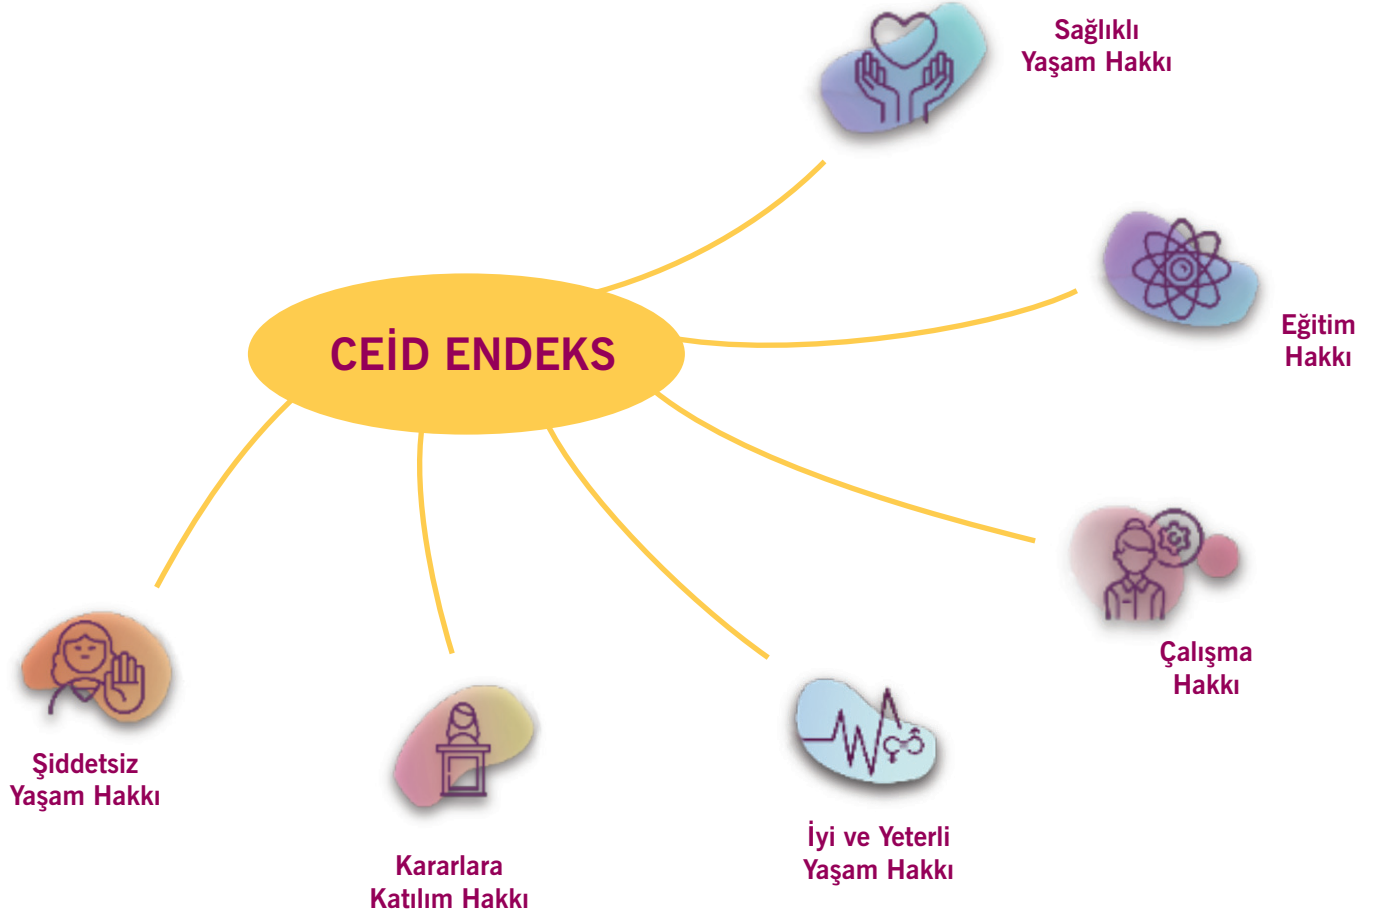 Sağlıklı
Yaşam Hakkı
Eğitim
Hakkı
CEİD ENDEKS
Çalışma
Hakkı
Şiddetsiz
Yaşam Hakkı
İyi ve Yeterli
Yaşam Hakkı
Kararlara
Katılım Hakkı